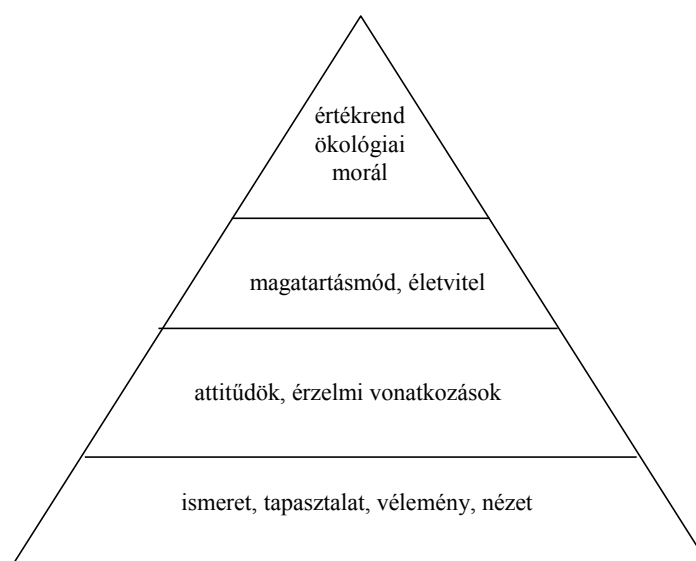 értékrend
ökológiai
morál
magatartásmód, életvitel
attitűdök, érzelmi vonatkozások
ismeret, tapasztalat, vélemény, nézet